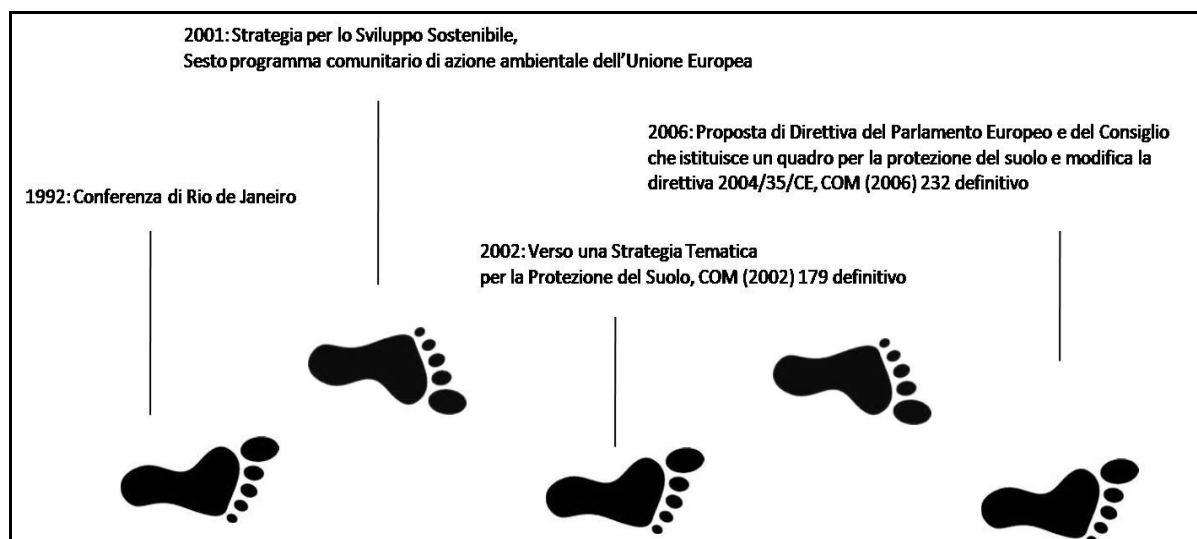 2001: Strategia per lo Sviluppo Sostenibile,
Sesto programma comunitario di azione ambientale dell'Unione Europea
2006: Proposta di Direttiva del Parlamento Europeo e del Consiglio
che istituisce un quadro per la protezione del suolo e modifica la
direttiva 2004/35/CE, COM (2006) 232 definitivo
1992: Conferenza di Rio de Janeiro
2002: Verso una Strategia Tematica
per la Protezione del Suolo, COM (2002) 179 definitivo